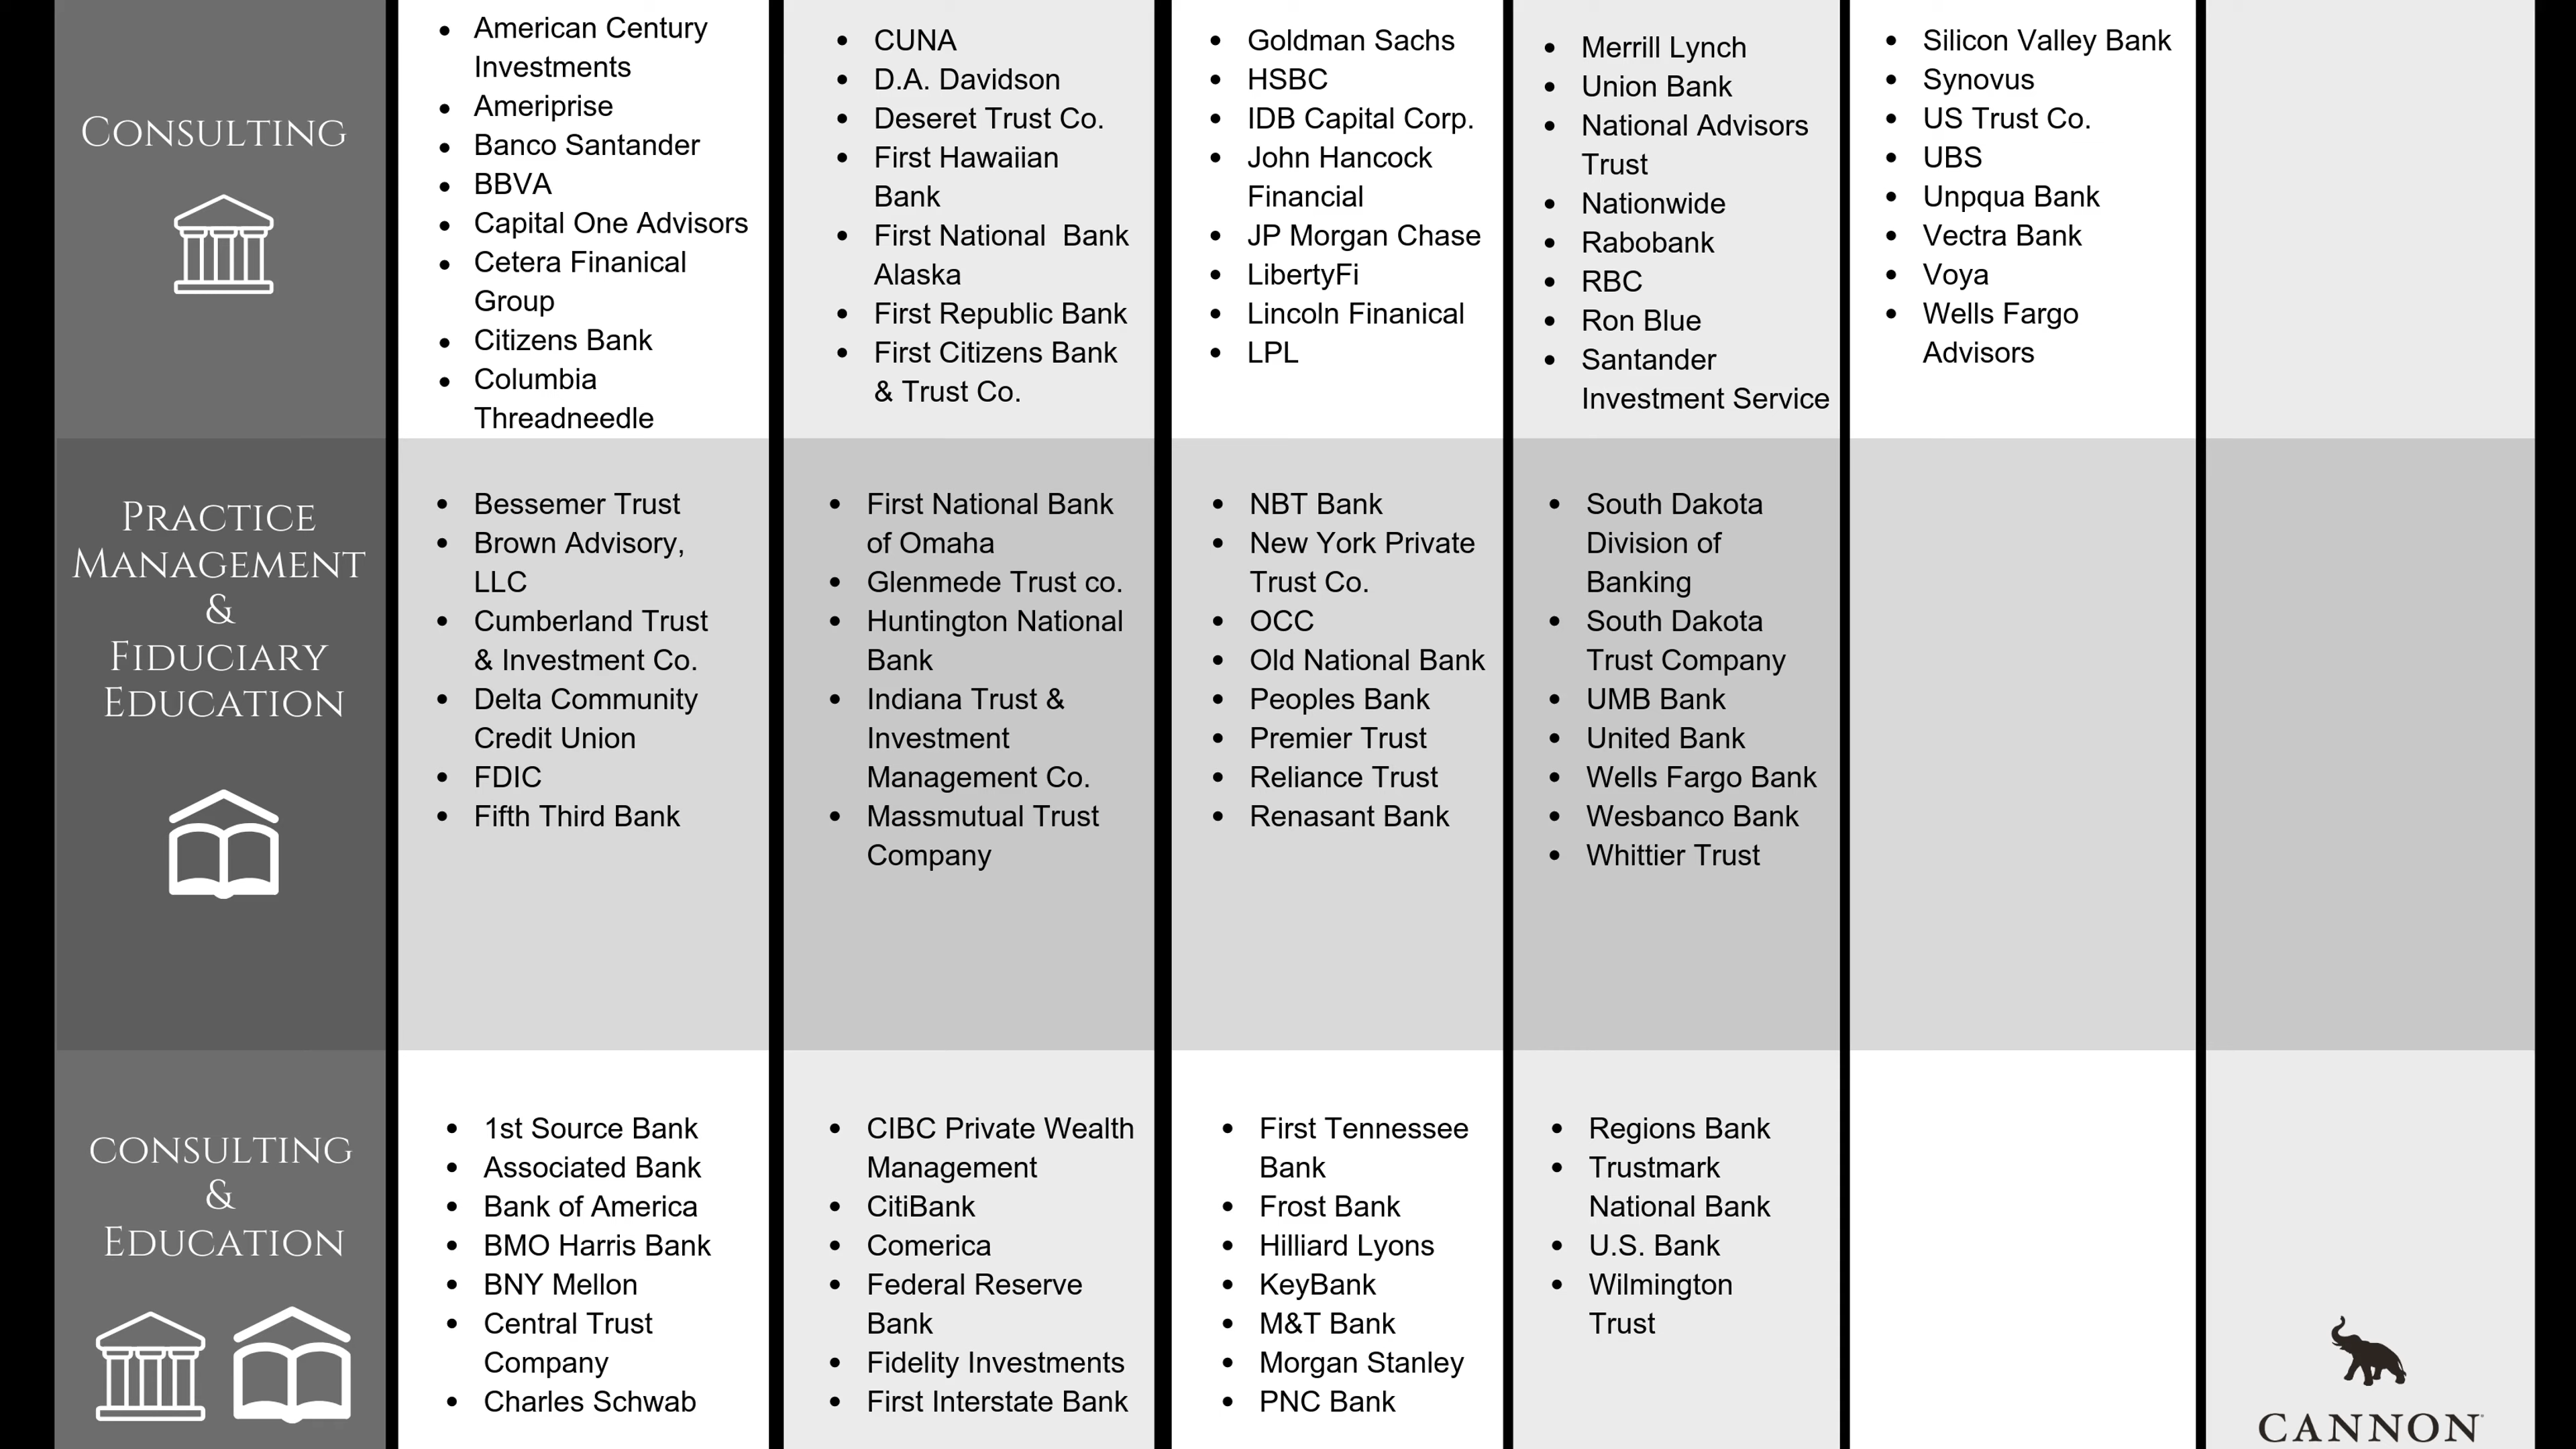 CONSULTING
American Century
Investments
Ameriprise
Banco Santander
BBVA
Capital One Advisors
Cetera Finanical
Group
Citizens Bank
Columbia
Threadneedle
CUNA
D.A. Davidson
Deseret Trust Co.
First Hawaiian
Bank
First National  Bank
Alaska
First Republic Bank
First Citizens Bank
& Trust Co.
Goldman Sachs
HSBC
IDB Capital Corp.
John Hancock
Financial
JP Morgan Chase
LibertyFi
Lincoln Finanical
LPL
Merrill Lynch
Union Bank
National Advisors
Trust
Nationwide
Rabobank
RBC
Ron Blue
Santander
Investment Service
Silicon Valley Bank
Synovus
US Trust Co.
UBS
Unpqua Bank
Vectra Bank
Voya
Wells Fargo
Advisors
PRACTICE
MANAGEMENT
&
FIDUCIARY
EDUCATION
Bessemer Trust
Brown Advisory,
LLC
Cumberland Trust
& Investment Co.
Delta Community
Credit Union
FDIC
Fifth Third Bank
First National Bank
of Omaha
Glenmede Trust co.
Huntington National
Bank
Indiana Trust &
Investment
Management Co.
Massmutual Trust
Company
NBT Bank
New York Private
Trust Co.
OCC
Old National Bank
Peoples Bank
Premier Trust
Reliance Trust
Renasant Bank
South Dakota
Division of
Banking
South Dakota
Trust Company
UMB Bank
United Bank
Wells Fargo Bank
Wesbanco Bank
Whittier Trust
CONSULTING
&
EDUCATION
1st Source Bank
Associated Bank
Bank of America
BMO Harris Bank
BNY Mellon
Central Trust
Company
Charles Schwab
CIBC Private Wealth
Management
CitiBank
Comerica
Federal Reserve
Bank
Fidelity Investments
First Interstate Bank
First Tennessee
Bank
Frost Bank
Hilliard Lyons
KeyBank
M&T Bank
Morgan Stanley
PNC Bank
Regions Bank
Trustmark
National Bank
U.S. Bank
Wilmington
Trust
CANNON